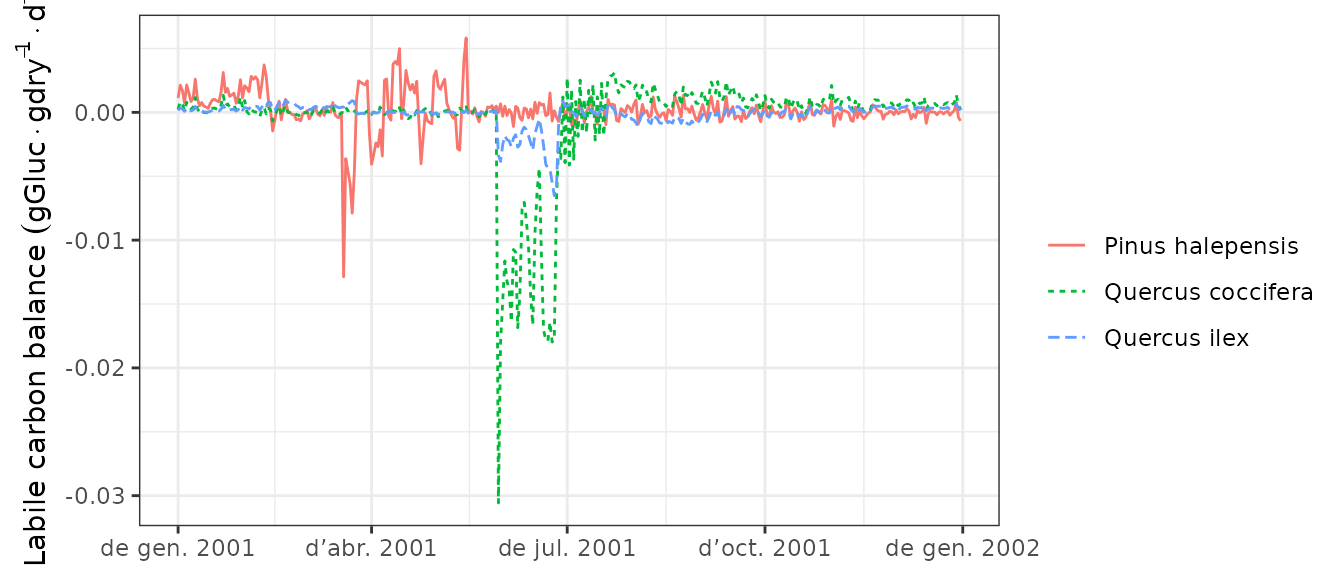 Labile carbon balance (gGluc · gdry⁻¹ · d
0.00
-0.01
-0.02
-0.03
de gen. 2001
d’abr. 2001
de jul. 2001
d’oct. 2001
de gen. 2002
Pinus halepensis
Quercus coccifera
Quercus ilex